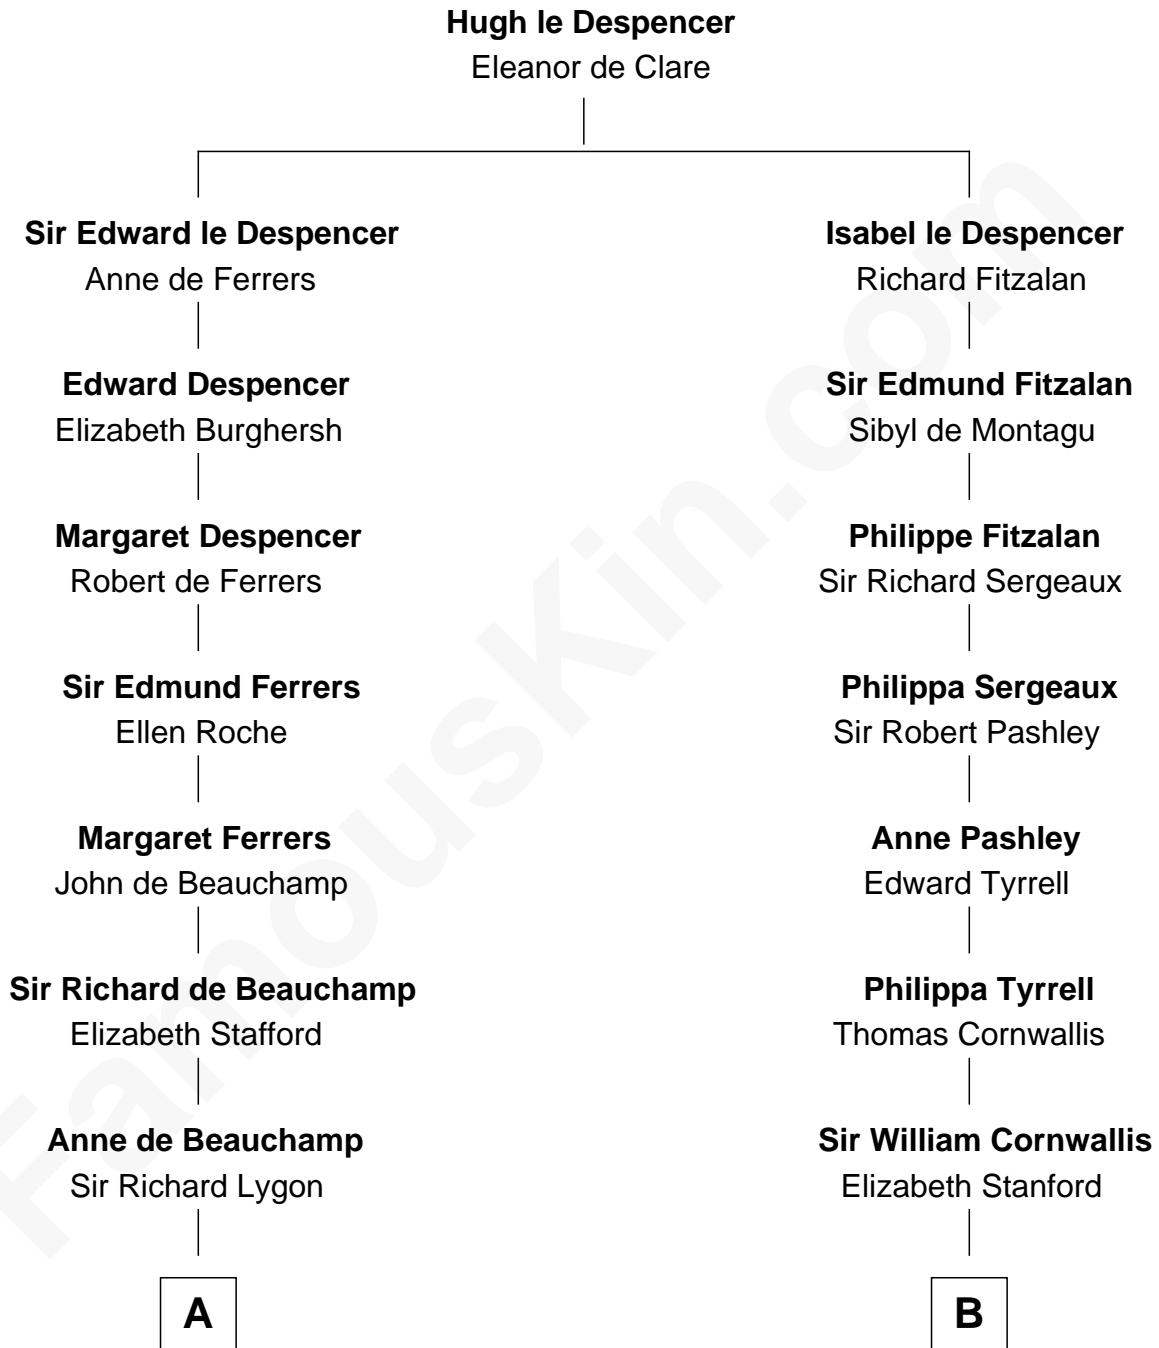 Hugh le Despencer
Eleanor de Clare
Sir Edward le Despencer
Anne de Ferrers
Isabel le Despencer
Richard Fitzalan
Edward Despencer
Elizabeth Burghersh
Sir Edmund Fitzalan
Sibyl de Montagu
Margaret Despencer
Robert de Ferrers
Philippe Fitzalan
Sir Richard Sergeaux
Sir Edmund Ferrers
Ellen Roche
Philippa Sergeaux
Sir Robert Pashley
Margaret Ferrers
John de Beauchamp
Anne Pashley
Edward Tyrrell
Sir Richard de Beauchamp
Elizabeth Stafford
Philippa Tyrrell
Thomas Cornwallis
Anne de Beauchamp
Sir Richard Lygon
Sir William Cornwallis
Elizabeth Stanford
A
B
FamousKin.com